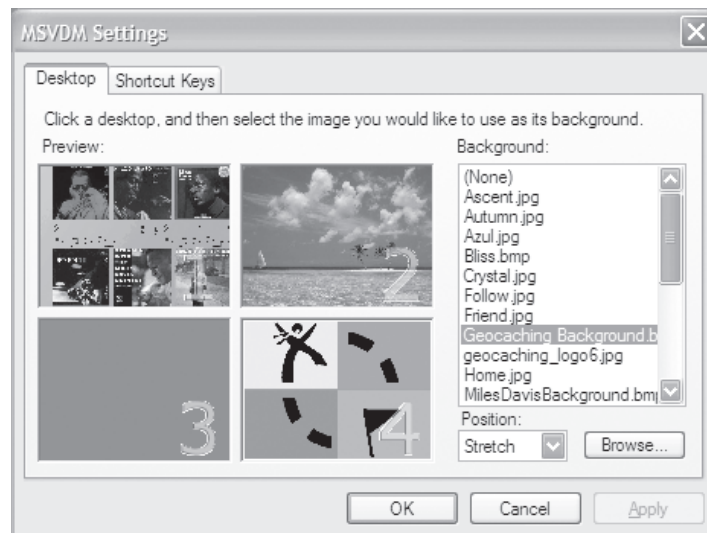 MSVDM Settings
Desktop
Shortcut Keys
Click a desktop, and then select the image you would like to use as its background.
Preview:
2
3
4
Background:
(None)
Ascent.jpg
Autumn.jpg
Azul.jpg
Bliss.bmp
Crystal.jpg
Follow.jpg
Friend.jpg
Geocaching Background.b
geocaching_logo6.jpg
Home.jpg
MilesDavisBackground.bm
Position:
Stretch
Browse...
OK
Cancel
Apply